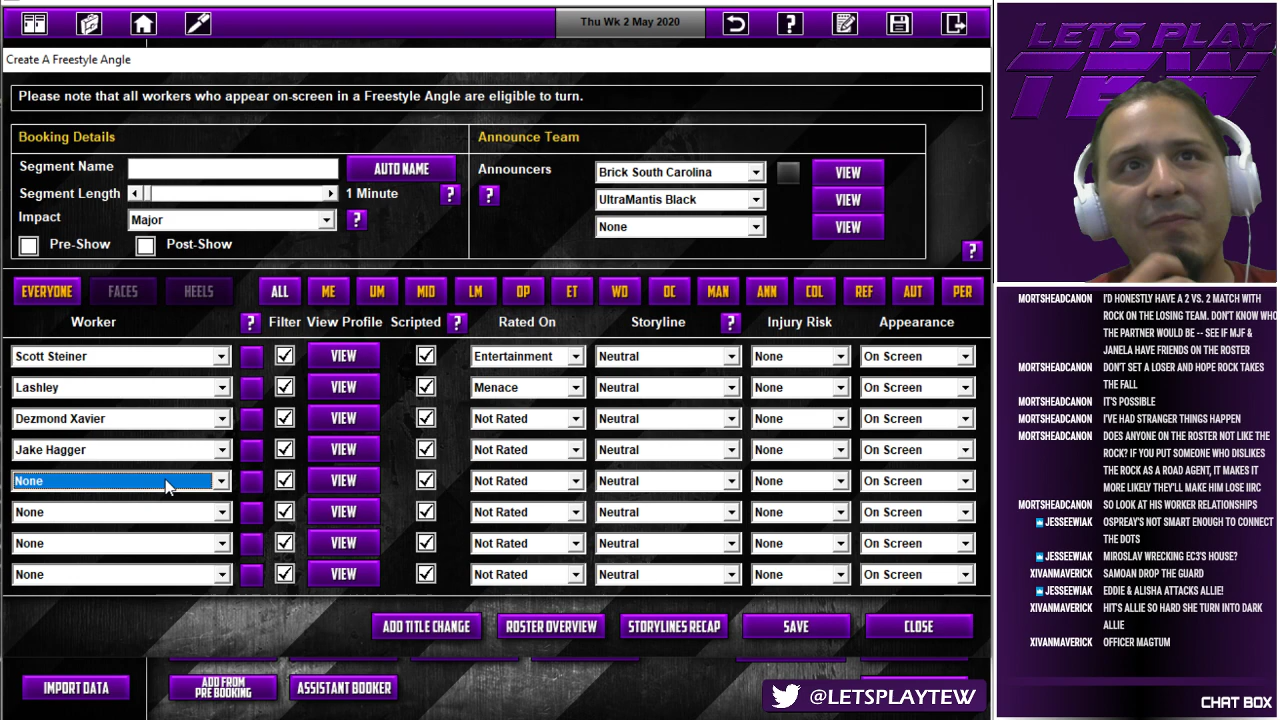 Thu Wk 2 May 2020
LETS PLAY
TEW
Create A Freestyle Angle
Please note that all workers who appear on-screen in a Freestyle Angle are eligible to turn.
Booking Details
Announce Team
Segment Name
AUTO NAME
Announcers
Brick South Carolina
VIEW
Segment Length
1 Minute
?
?
UltraMantis Black
VIEW
Impact
Major
?
None
VIEW
Pre-Show
Post-Show
?
EVERYONE
FACES
HEELS
ALL
ME
UM
MID
LM
OP
ET
WD
OC
MAN
ANN
COL
REF
AUT
PER
Worker
?
Filter
View Profile
Scripted
?
Rated On
Storyline
?
Injury Risk
Appearance
Scott Steiner
VIEW
Entertainment
Neutral
None
On Screen
Lashley
VIEW
Menace
Neutral
None
On Screen
Dezmond Xavier
VIEW
Not Rated
Neutral
None
On Screen
Jake Hagger
VIEW
Not Rated
Neutral
None
On Screen
None
VIEW
Not Rated
Neutral
None
On Screen
None
VIEW
Not Rated
Neutral
None
On Screen
None
VIEW
Not Rated
Neutral
None
On Screen
None
VIEW
Not Rated
Neutral
None
On Screen
ADD TITLE CHANGE
ROSTER OVERVIEW
STORYLINES RECAP
SAVE
CLOSE
IMPORT DATA
ADD FROM
PRE BOOKING
ASSISTANT BOOKER
@LETSPLAYTEW
MORTSHEADCANON I'D HONESTLY HAVE A 2 VS. 2 MATCH WITH
ROCK ON THE LOSING TEAM. DON'T KNOW WHO
THE PARTNER WOULD BE -- SEE IF MJF &
JANELA HAVE FRIENDS ON THE ROSTER
MORTSHEADCANON DON'T SET A LOSER AND HOPE ROCK TAKES
THE FALL
MORTSHEADCANON IT'S POSSIBLE
MORTSHEADCANON I'VE HAD STRANGER THINGS HAPPEN
MORTSHEADCANON DOES ANYONE ON THE ROSTER NOT LIKE THE
ROCK? IF YOU PUT SOMEONE WHO DISLIKES
THE ROCK AS A ROAD AGENT, IT MAKES IT
MORE LIKELY THEY'LL MAKE HIM LOSE IIRC
MORTSHEADCANON SO LOOK AT HIS WORKER RELATIONSHIPS
JESSEEWIAK OSPREAY'S NOT SMART ENOUGH TO CONNECT
THE DOTS
JESSEEWIAK MIROSLAV WRECKING EC3'S HOUSE?
XIVANMAVERICK SAMOAN DROP THE GUARD
JESSEEWIAK EDDIE & ALISHA ATTACKS ALLIE!
XIVANMAVERICK HIT'S ALLIE SO HARD SHE TURN INTO DARK
ALLIE
XIVANMAVERICK OFFICER MAGTUM
CHAT BOX